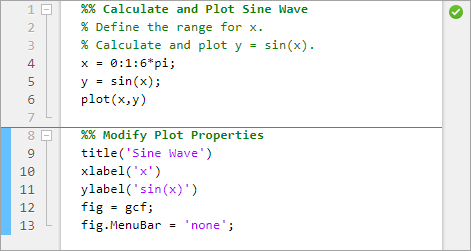 1 %% Calculate and Plot Sine Wave
2 % Define the range for x.
3 % Calculate and plot y = sin(x).
4 x = 0:1:6*pi;
5 y = sin(x);
6 plot(x,y)
7
8 %% Modify Plot Properties
9 title('Sine Wave')
10 xlabel('x')
11 ylabel('sin(x)')
12 fig = gcf;
13 fig.MenuBar = 'none';